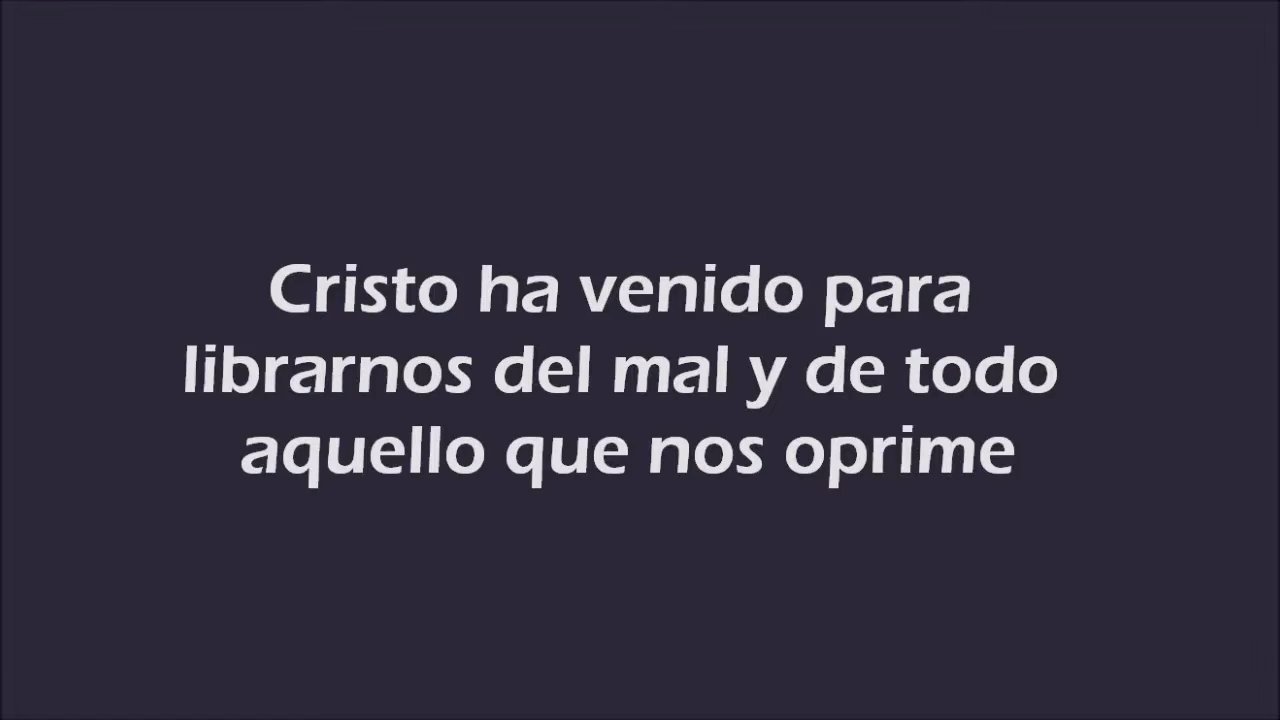 Cristo ha venido para
librarnos del mal y de todo
aquello que nos oprime